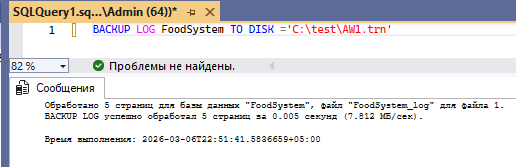 SQLQuery1.sq...\Admin (64))*
1 BACKUP LOG FoodSystem TO DISK ='C:\test\AW1.trn'
82 % Проблемы не найдены.
Сообщения
Обработано 5 страниц для базы данных "FoodSystem", файл "FoodSystem_log" для файла 1.
BACKUP LOG успешно обработал 5 страниц за 0.005 секунд (7.812 МБ/сек).
Время выполнения: 2026-03-06T22:51:41.5836659+05:00